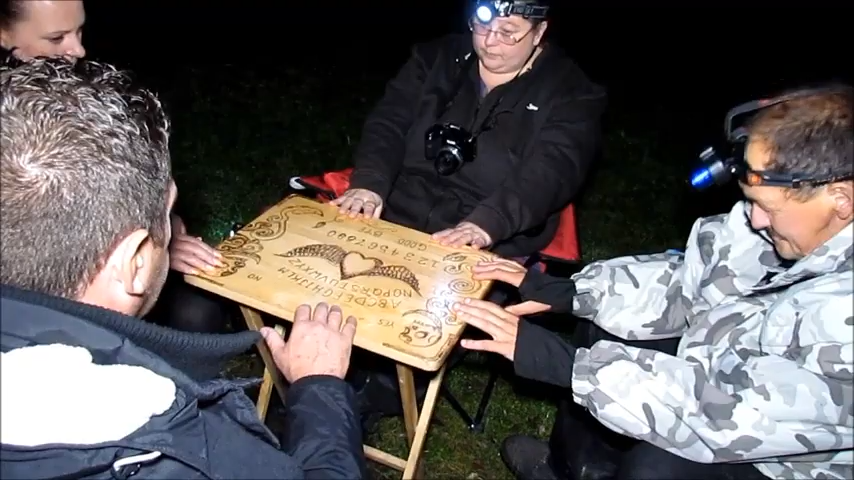 YES NO
ABCDEFGHIJKLM
NOPQRSTUVWXYZ
1234567890
GOOD BYE